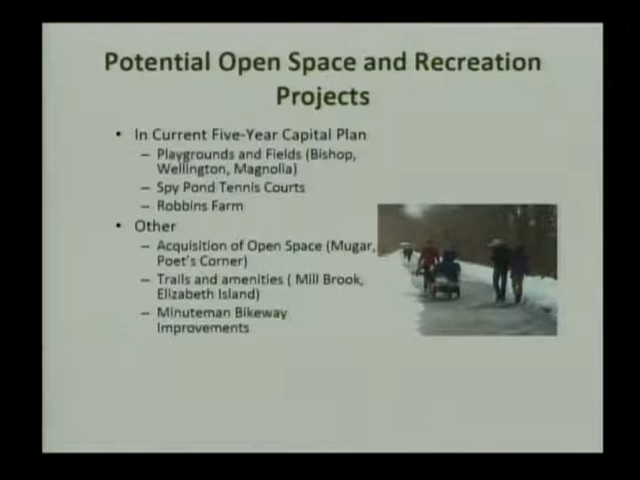 Potential Open Space and Recreation
Projects
• In Current Five-Year Capital Plan
– Playgrounds and Fields (Bishop,
Wellington, Magnolia)
– Spy Pond Tennis Courts
– Robbins Farm
• Other
– Acquisition of Open Space (Mugar,
Poet's Corner)
– Trails and amenities ( Mill Brook,
Elizabeth Island)
– Minuteman Bikeway
Improvements